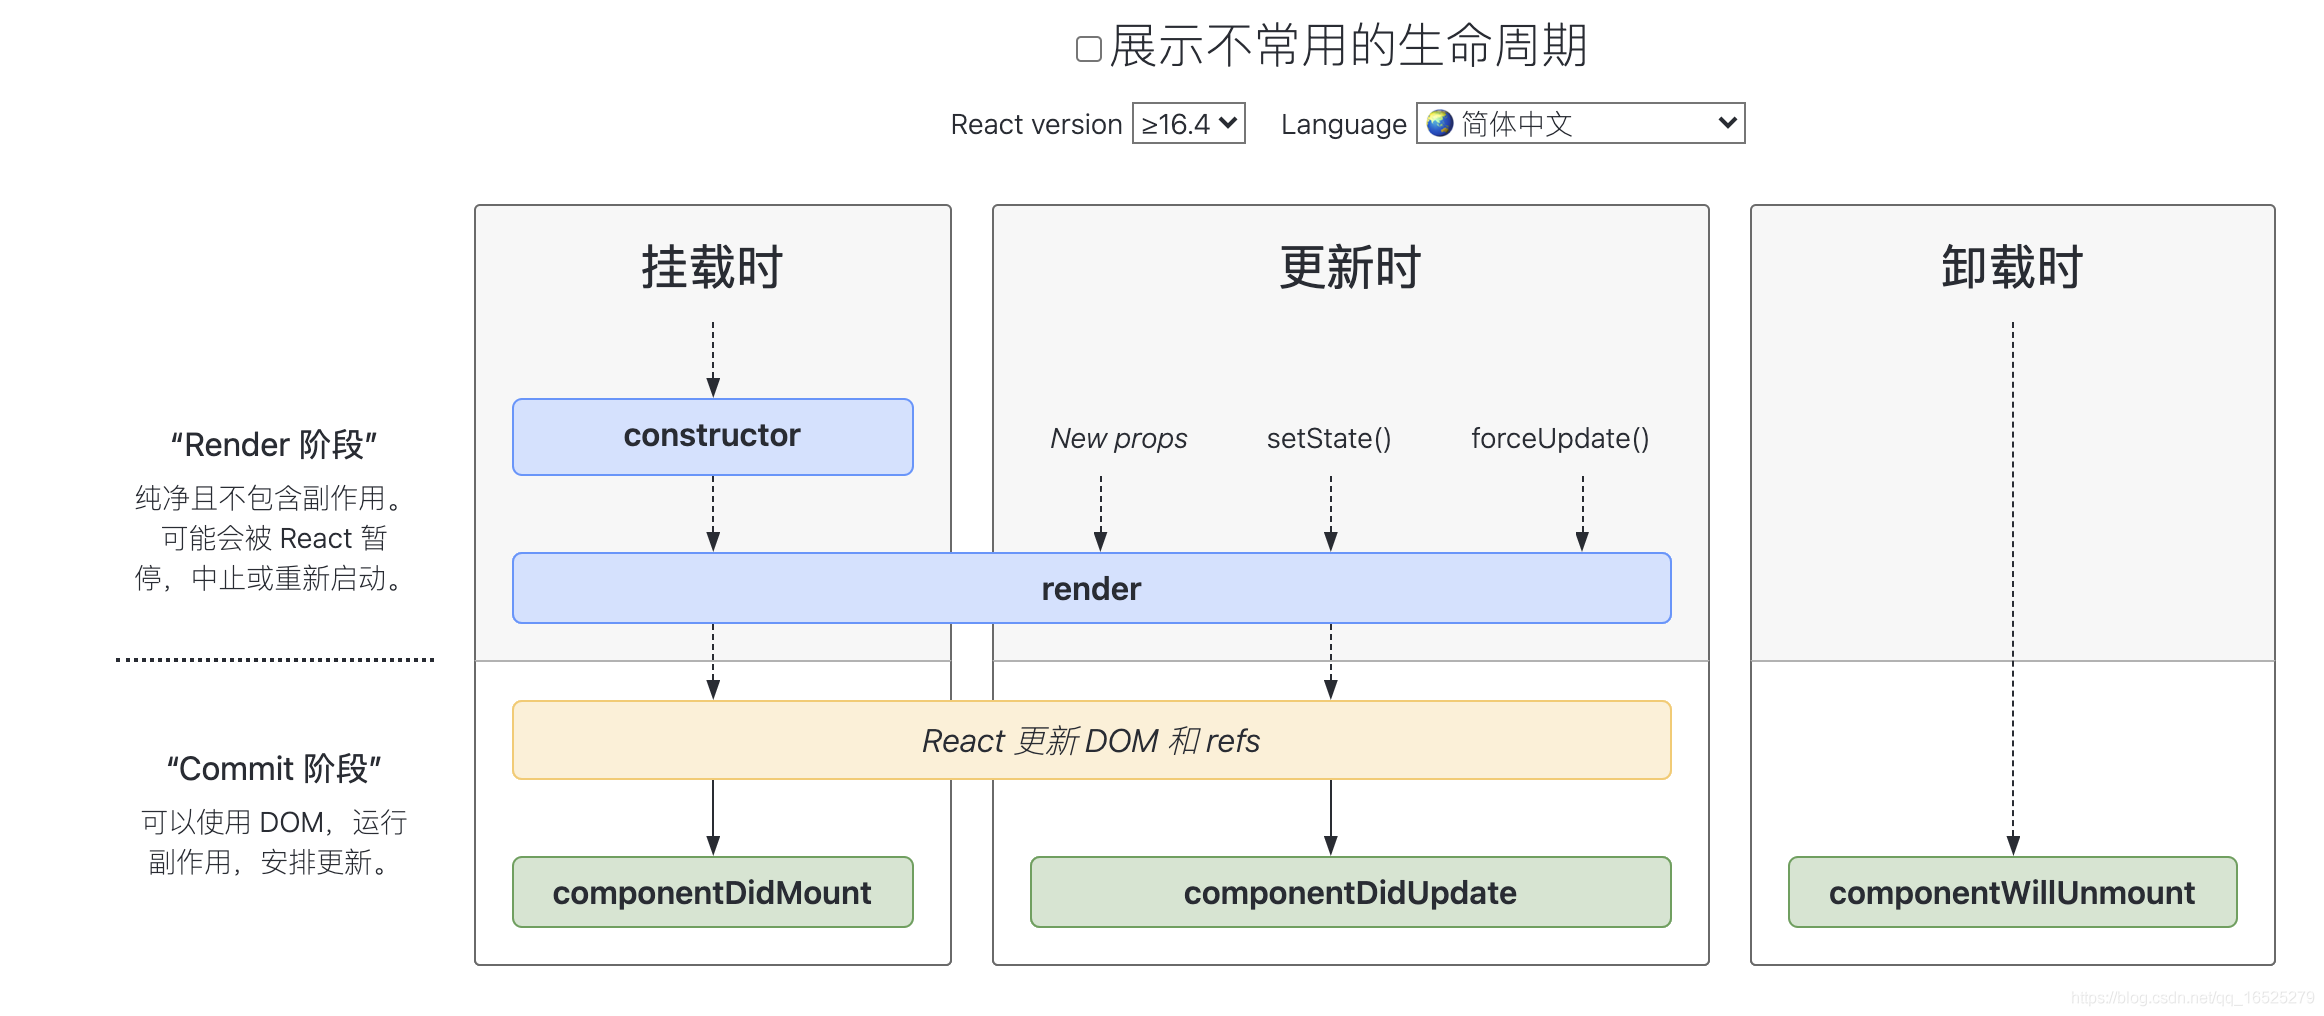 展示不常用的生命周期
React version ≥16.4 Language 简体中文
挂载时
更新时
卸载时
constructor
New props
setState()
forceUpdate()
“Render 阶段”
纯净且不包含副作用。
可能会被 React 暂
停，中止或重新启动。
render
React 更新 DOM 和 refs
“Commit 阶段”
可以使用 DOM，运行
副作用，安排更新。
componentDidMount
componentDidUpdate
componentWillUnmount
https://blog.csdn.net/qq_16525279